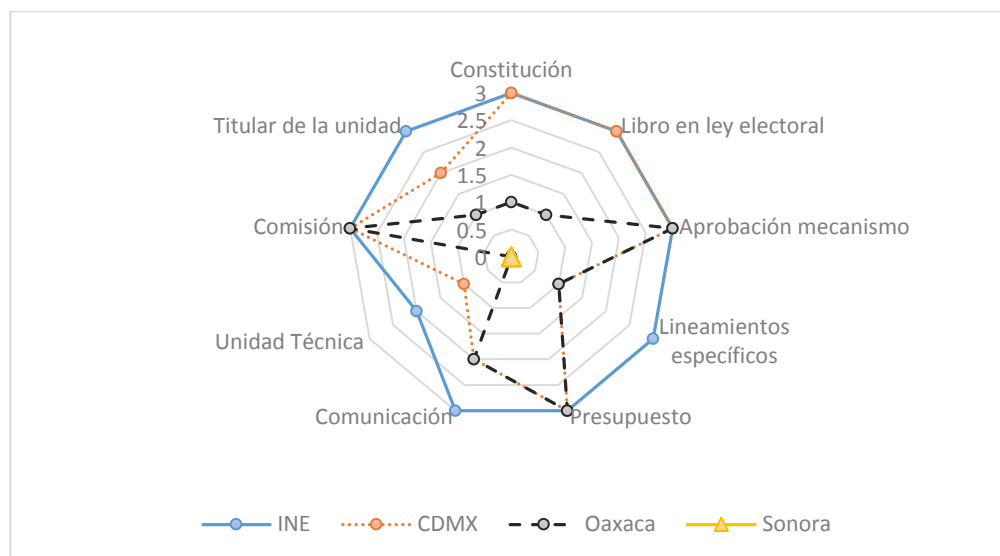 Constitución
3
Titular de la unidad
2.5
Libro en ley electoral
2
1.5
1
Comisión
0.5
Aprobación mecanismo
0
Unidad Técnica
Lineamientos
específicos
Comunicación
Presupuesto
INE
CDMX
Oaxaca
Sonora